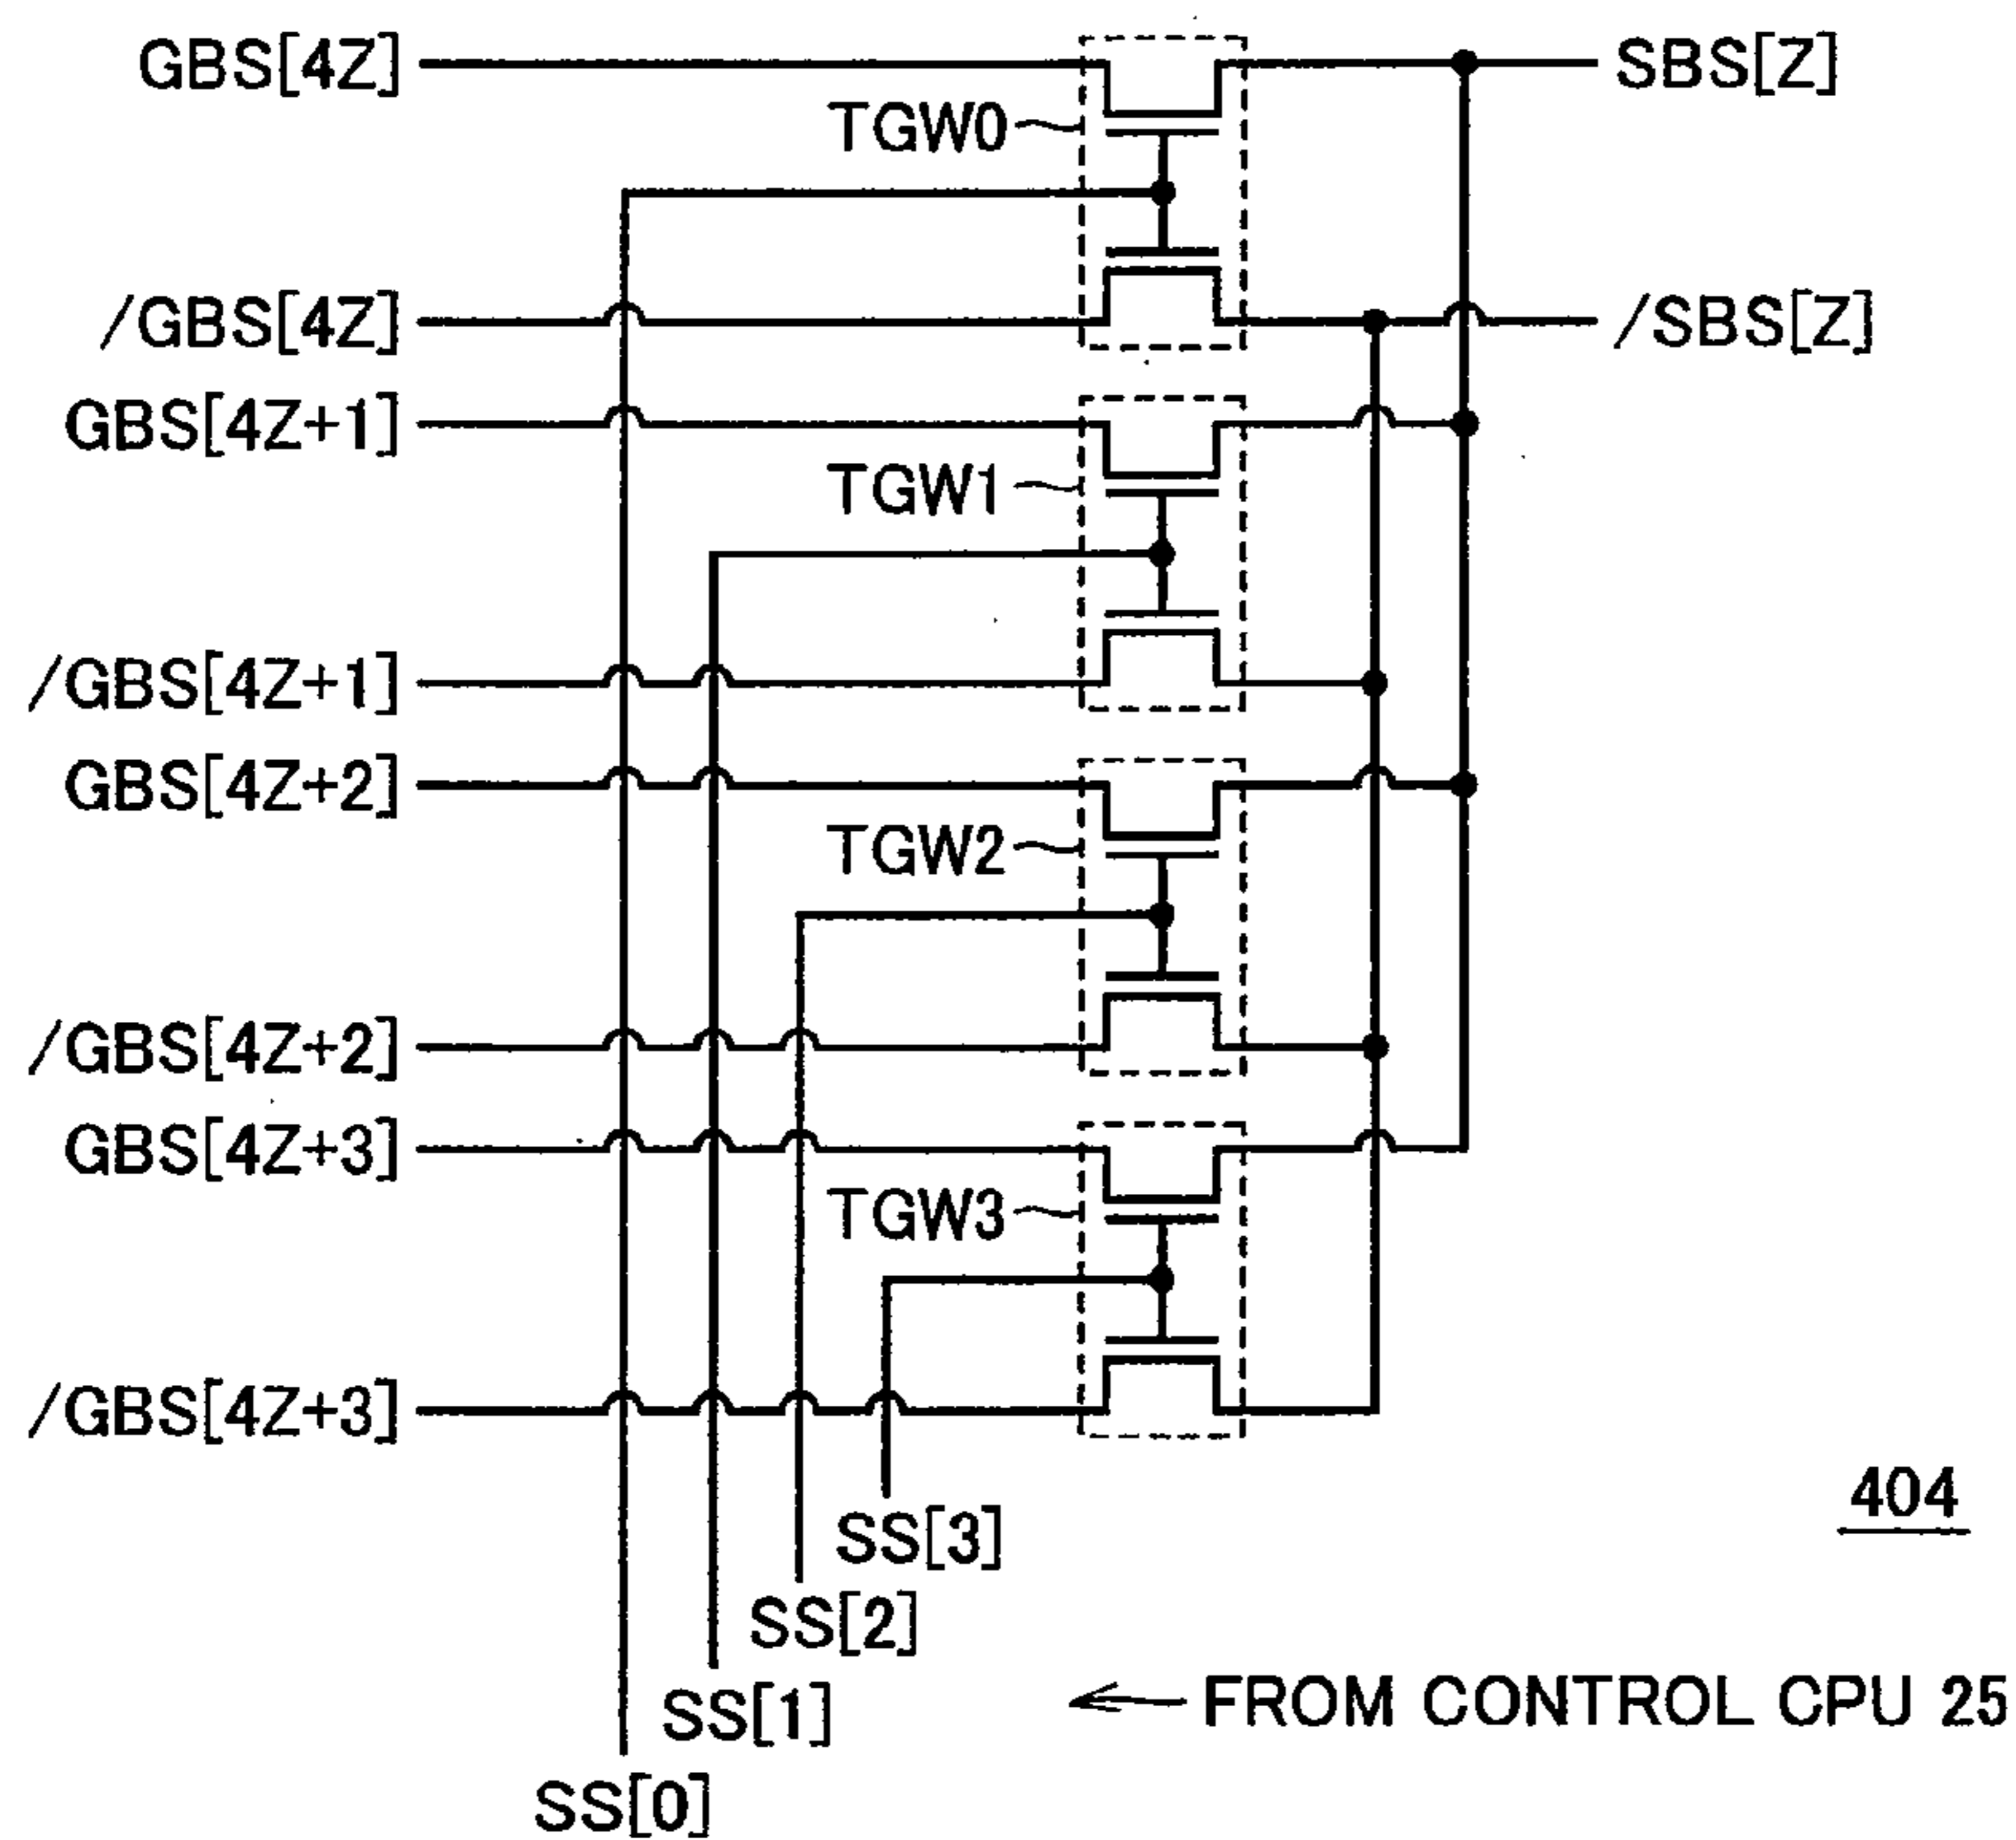 GBS[4Z]
SBS[Z]
TGW0
/GBS[4Z]
/SBS[Z]
GBS[4Z+1]
TGW1
/GBS[4Z+1]
GBS[4Z+2]
TGW2
/GBS[4Z+2]
GBS[4Z+3]
TGW3
/GBS[4Z+3]
404
SS[3]
SS[2]
SS[1]
FROM CONTROL CPU 25
SS[0]